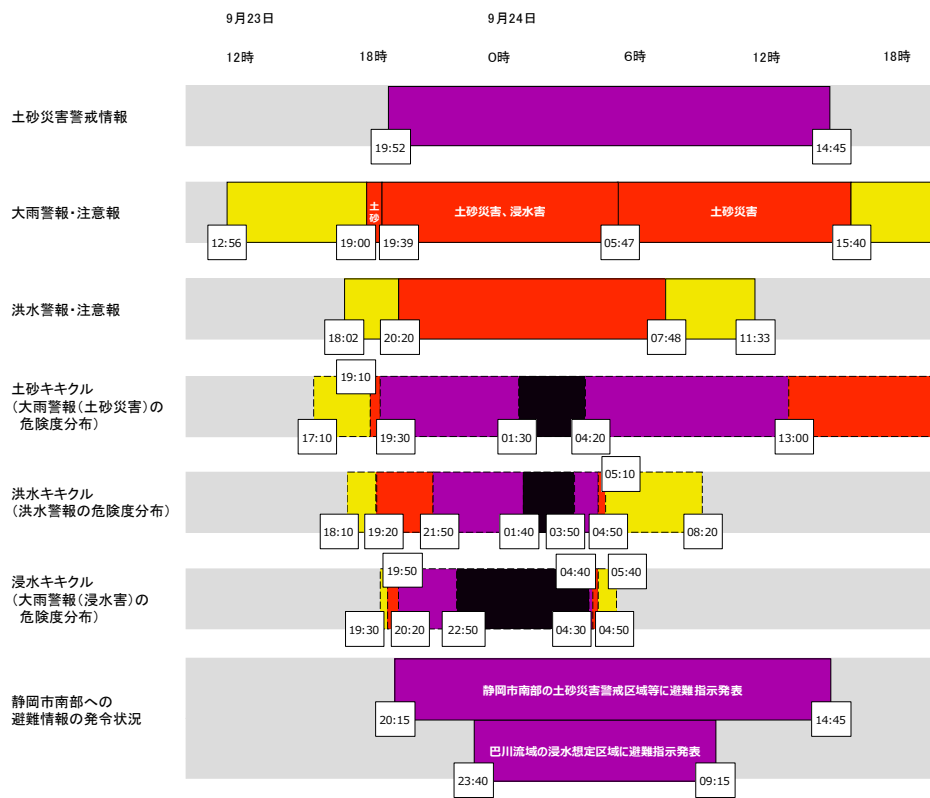 9月23日
9月24日
12時
18時
0時
6時
12時
18時
土砂災害警戒情報
19:52
14:45
大雨警報・注意報
土砂
土砂災害、浸水害
土砂災害
12:56
19:00
19:39
05:47
15:40
洪水警報・注意報
18:02
20:20
07:48
11:33
土砂キキクル
(大雨警報(土砂災害)の
危険度分布)
19:10
17:10
19:30
01:30
04:20
13:00
洪水キキクル
(洪水警報の危険度分布)
05:10
18:10
19:20
21:50
01:40
03:50
04:50
08:20
浸水キキクル
(大雨警報(浸水害)の
危険度分布)
19:50
04:40
05:40
19:30
20:20
22:50
04:30
04:50
静岡市南部への
避難情報の発令状況
静岡市南部の土砂災害警戒区域等に避難指示発表
20:15
14:45
巴川流域の浸水想定区域に避難指示発表
23:40
09:15